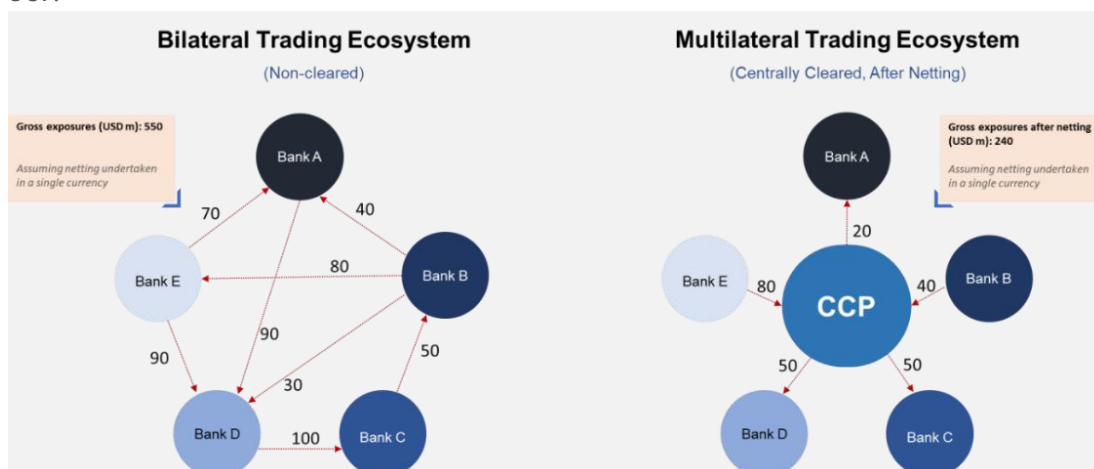 Bilateral Trading Ecosystem
(Non-cleared)
Gross exposures (USD m): 550
Assuming netting undertaken
in a single currency
Bank A
70
40
Bank E
80
Bank B
90
90
30
50
Bank D
100
Bank C
Multilateral Trading Ecosystem
(Centrally Cleared, After Netting)
Gross exposures after netting
(USD m): 240
Assuming netting undertaken
in a single currency
Bank A
20
Bank E
80
CCP
40
Bank B
50
50
Bank D
Bank C